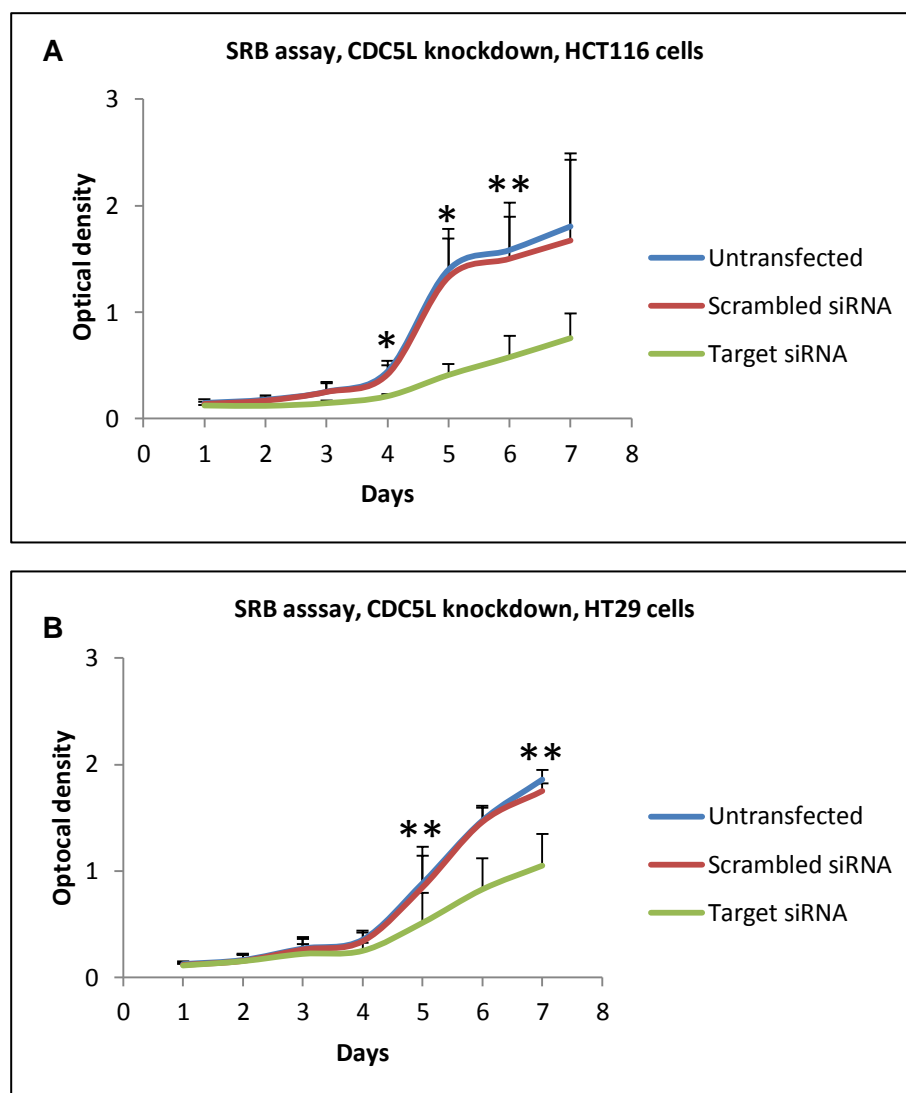 A
SRB assay, CDC5L knockdown, HCT116 cells
3
2
1
0
Optical density
*
*
**
0 1 2 3 4 5 6 7 8
Days
Untransfected
Scrambled siRNA
Target siRNA
B
SRB asssay, CDC5L knockdown, HT29 cells
3
2
1
0
Optocal density
**
**
0 1 2 3 4 5 6 7 8
Days
Untransfected
Scrambled siRNA
Target siRNA